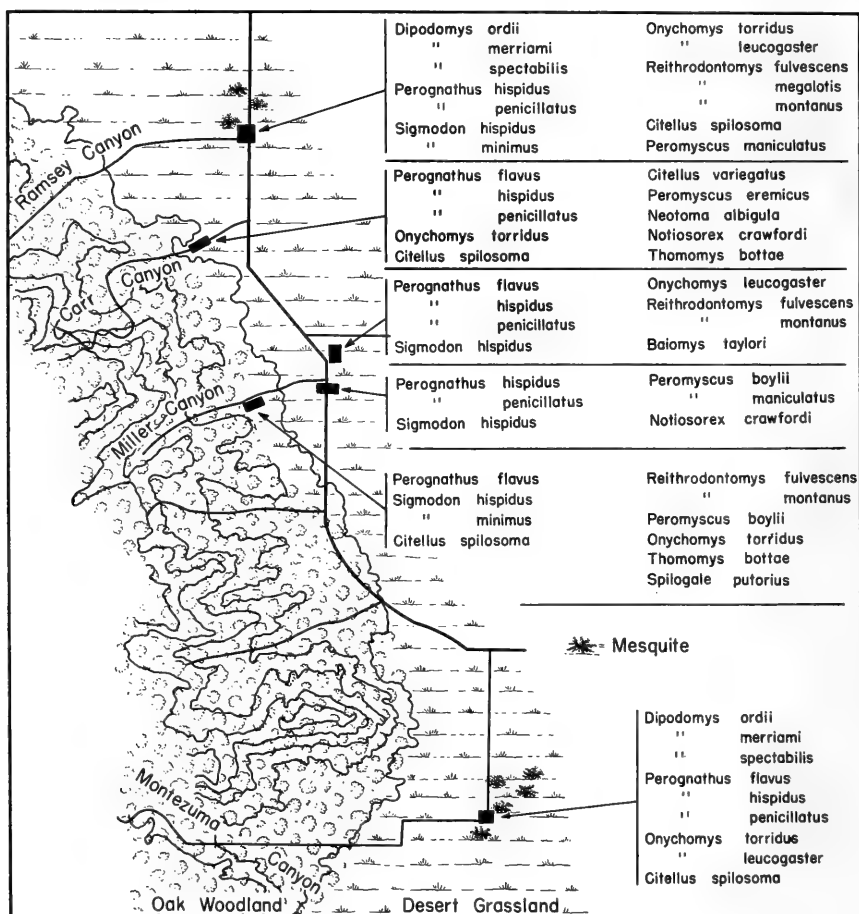 Dipodomys ordii
" merriami
" spectabilis
Perognathus hispidus
" penicillatus
Sigmodon hispidus
" minimus
Onychomys torridus
" leucogaster
Reithrodontomys fulvescens
" megalotis
" montanus
Citellus spilosoma
Peromyscus maniculatus
Ramsey Canyon
Perognathus flavus
" hispidus
" penicillatus
Onychomys torridus
Citellus spilosoma
Citellus variegatus
Peromyscus eremicus
Neotoma albigula
Notiosorex crawfordi
Thomomys bottae
Carr Canyon
Perognathus flavus
" hispidus
" penicillatus
Sigmodon hispidus
Onychomys leucogaster
Reithrodontomys fulvescens
" montanus
Baiomys taylori
Perognathus hispidus
" penicillatus
Sigmodon hispidus
Peromyscus boylii
" maniculatus
Notiosorex crawfordi
Miller Canyon
Perognathus flavus
Sigmodon hispidus
" minimus
Citellus spilosoma
Reithrodontomys fulvescens
" montanus
Peromyscus boylii
Onychomys torridus
Thomomys bottae
Spilogale putorius
= Mesquite
Dipodomys ordii
" merriami
" spectabilis
Perognathus flavus
" hispidus
" penicillatus
Onychomys torridus
" leucogaster
Citellus spilosoma
Montezuma Canyon
Oak Woodland
Desert Grassland